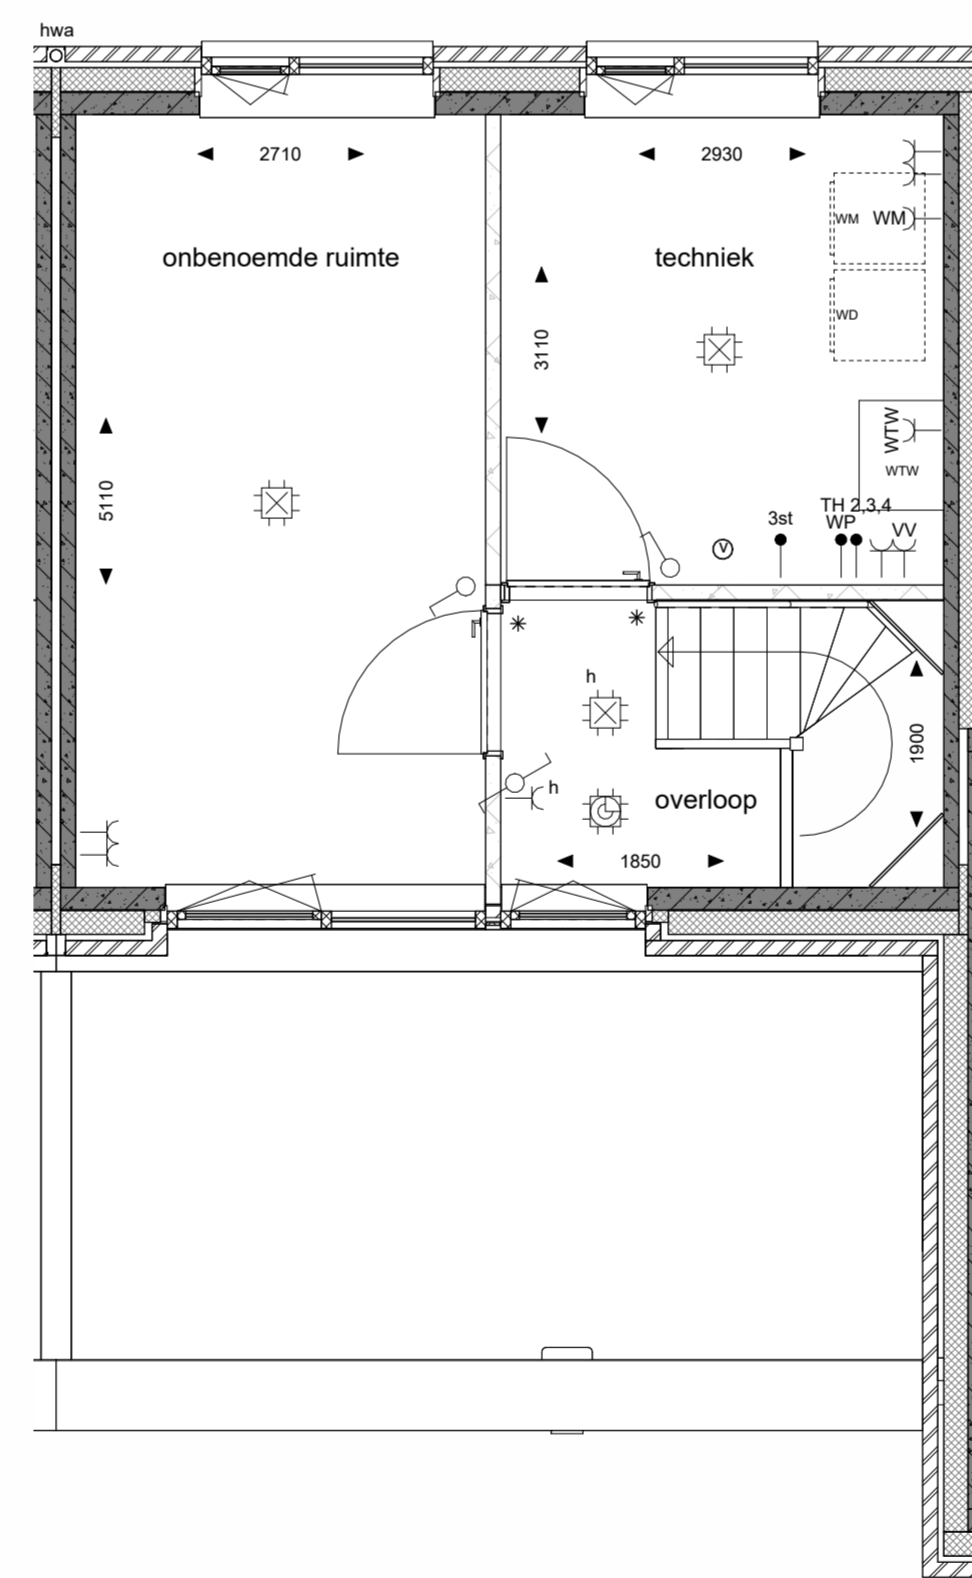 hwa
2710
2930
WM
WM
onbenoemde ruimte
techniek
WD
3110
WTW
WTW
5110
TH 2,3,4
3st
WP
VV
V
h
1900
h
overloop
1850